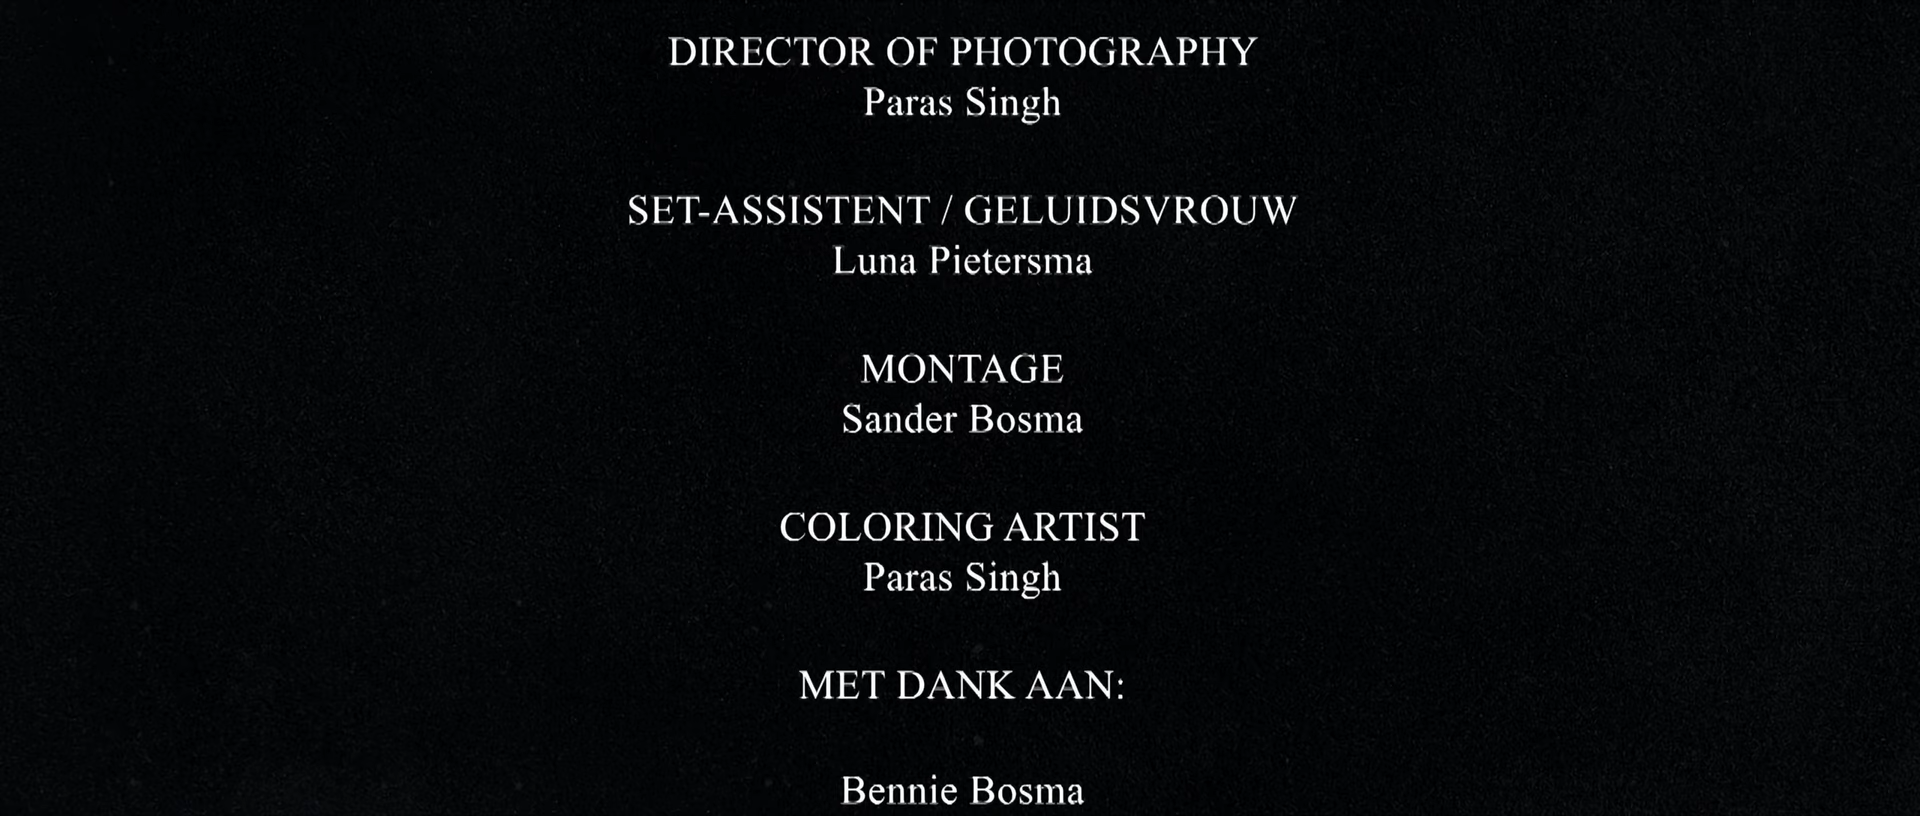 DIRECTOR OF PHOTOGRAPHY
Paras Singh
SET-ASSISTENT / GELUIDSVROUW
Luna Pietersma
MONTAGE
Sander Bosma
COLORING ARTIST
Paras Singh
MET DANK AAN:
Bennie Bosma